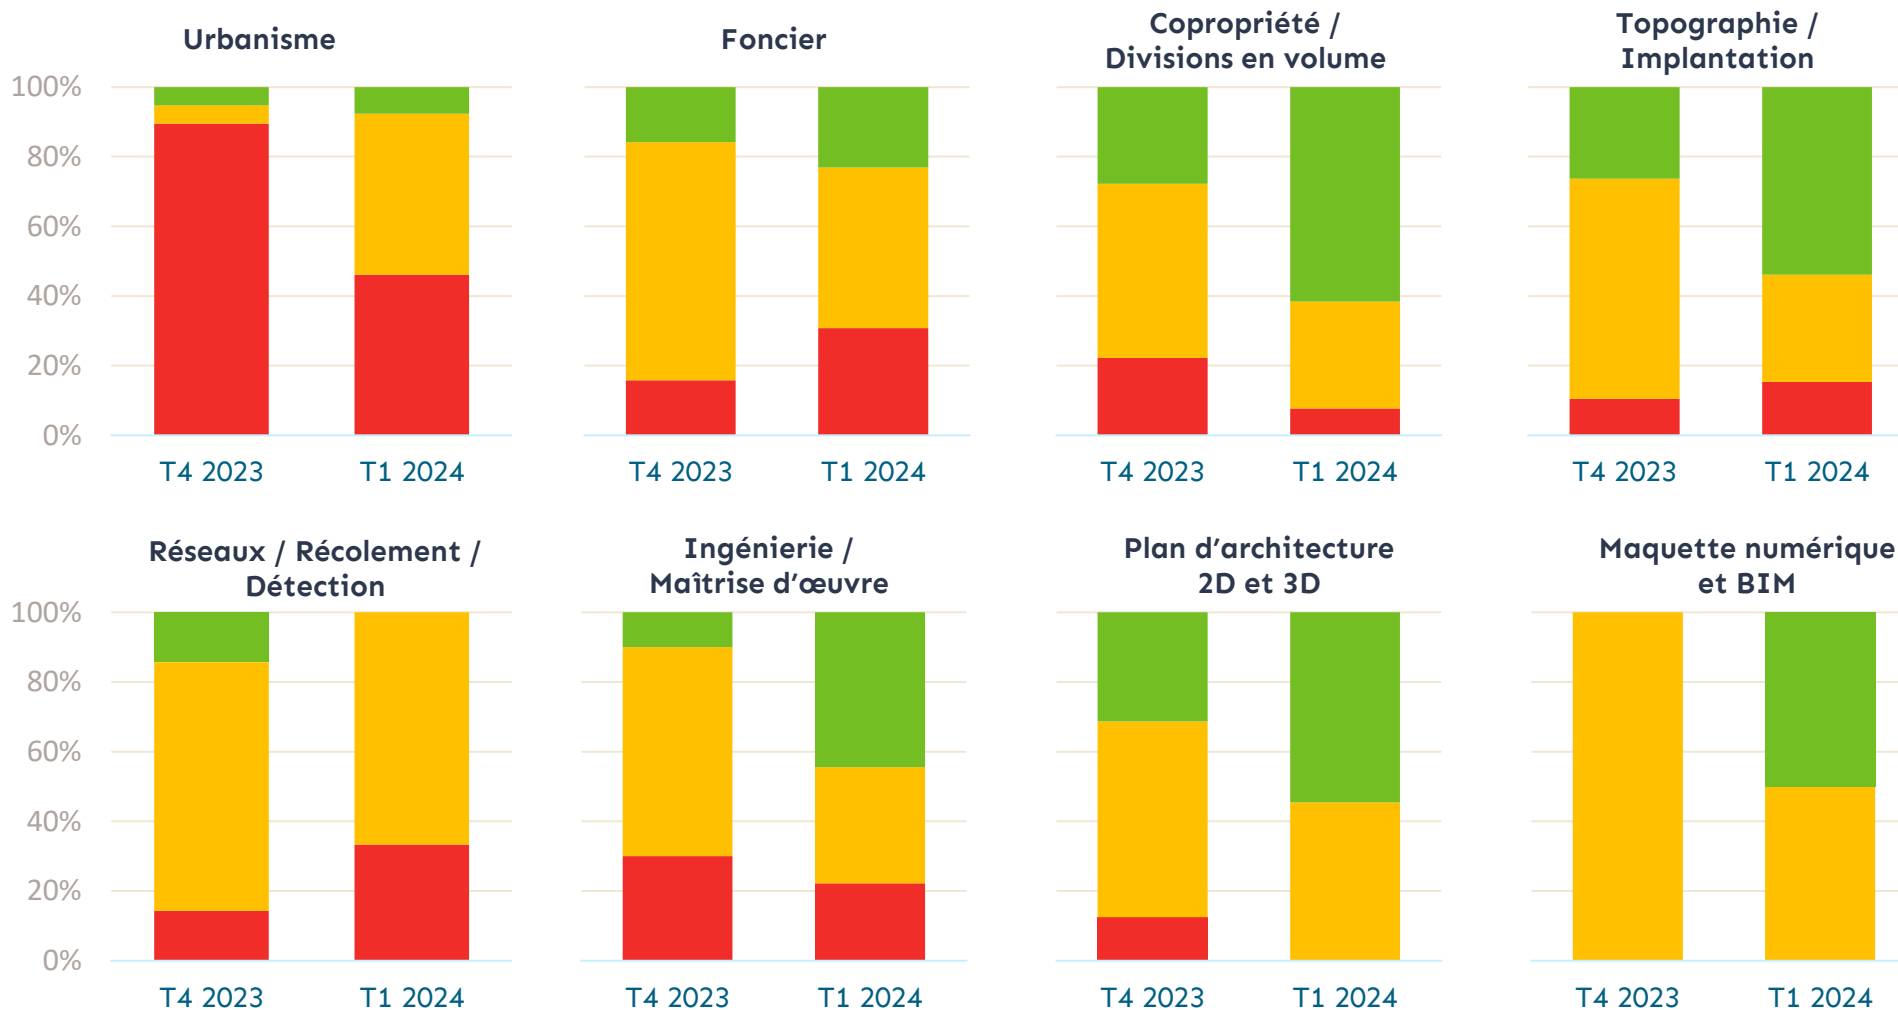 Urbanisme
Foncier
Copropriété /
Divisions en volume
Topographie /
Implantation
100%
80%
60%
40%
20%
0%
T4 2023
T1 2024
T4 2023
T1 2024
T4 2023
T1 2024
T4 2023
T1 2024
Réseaux / Récolement /
Détection
Ingénierie /
Maîtrise d’œuvre
Plan d’architecture
2D et 3D
Maquette numérique
et BIM
100%
80%
60%
40%
20%
0%
T4 2023
T1 2024
T4 2023
T1 2024
T4 2023
T1 2024
T4 2023
T1 2024